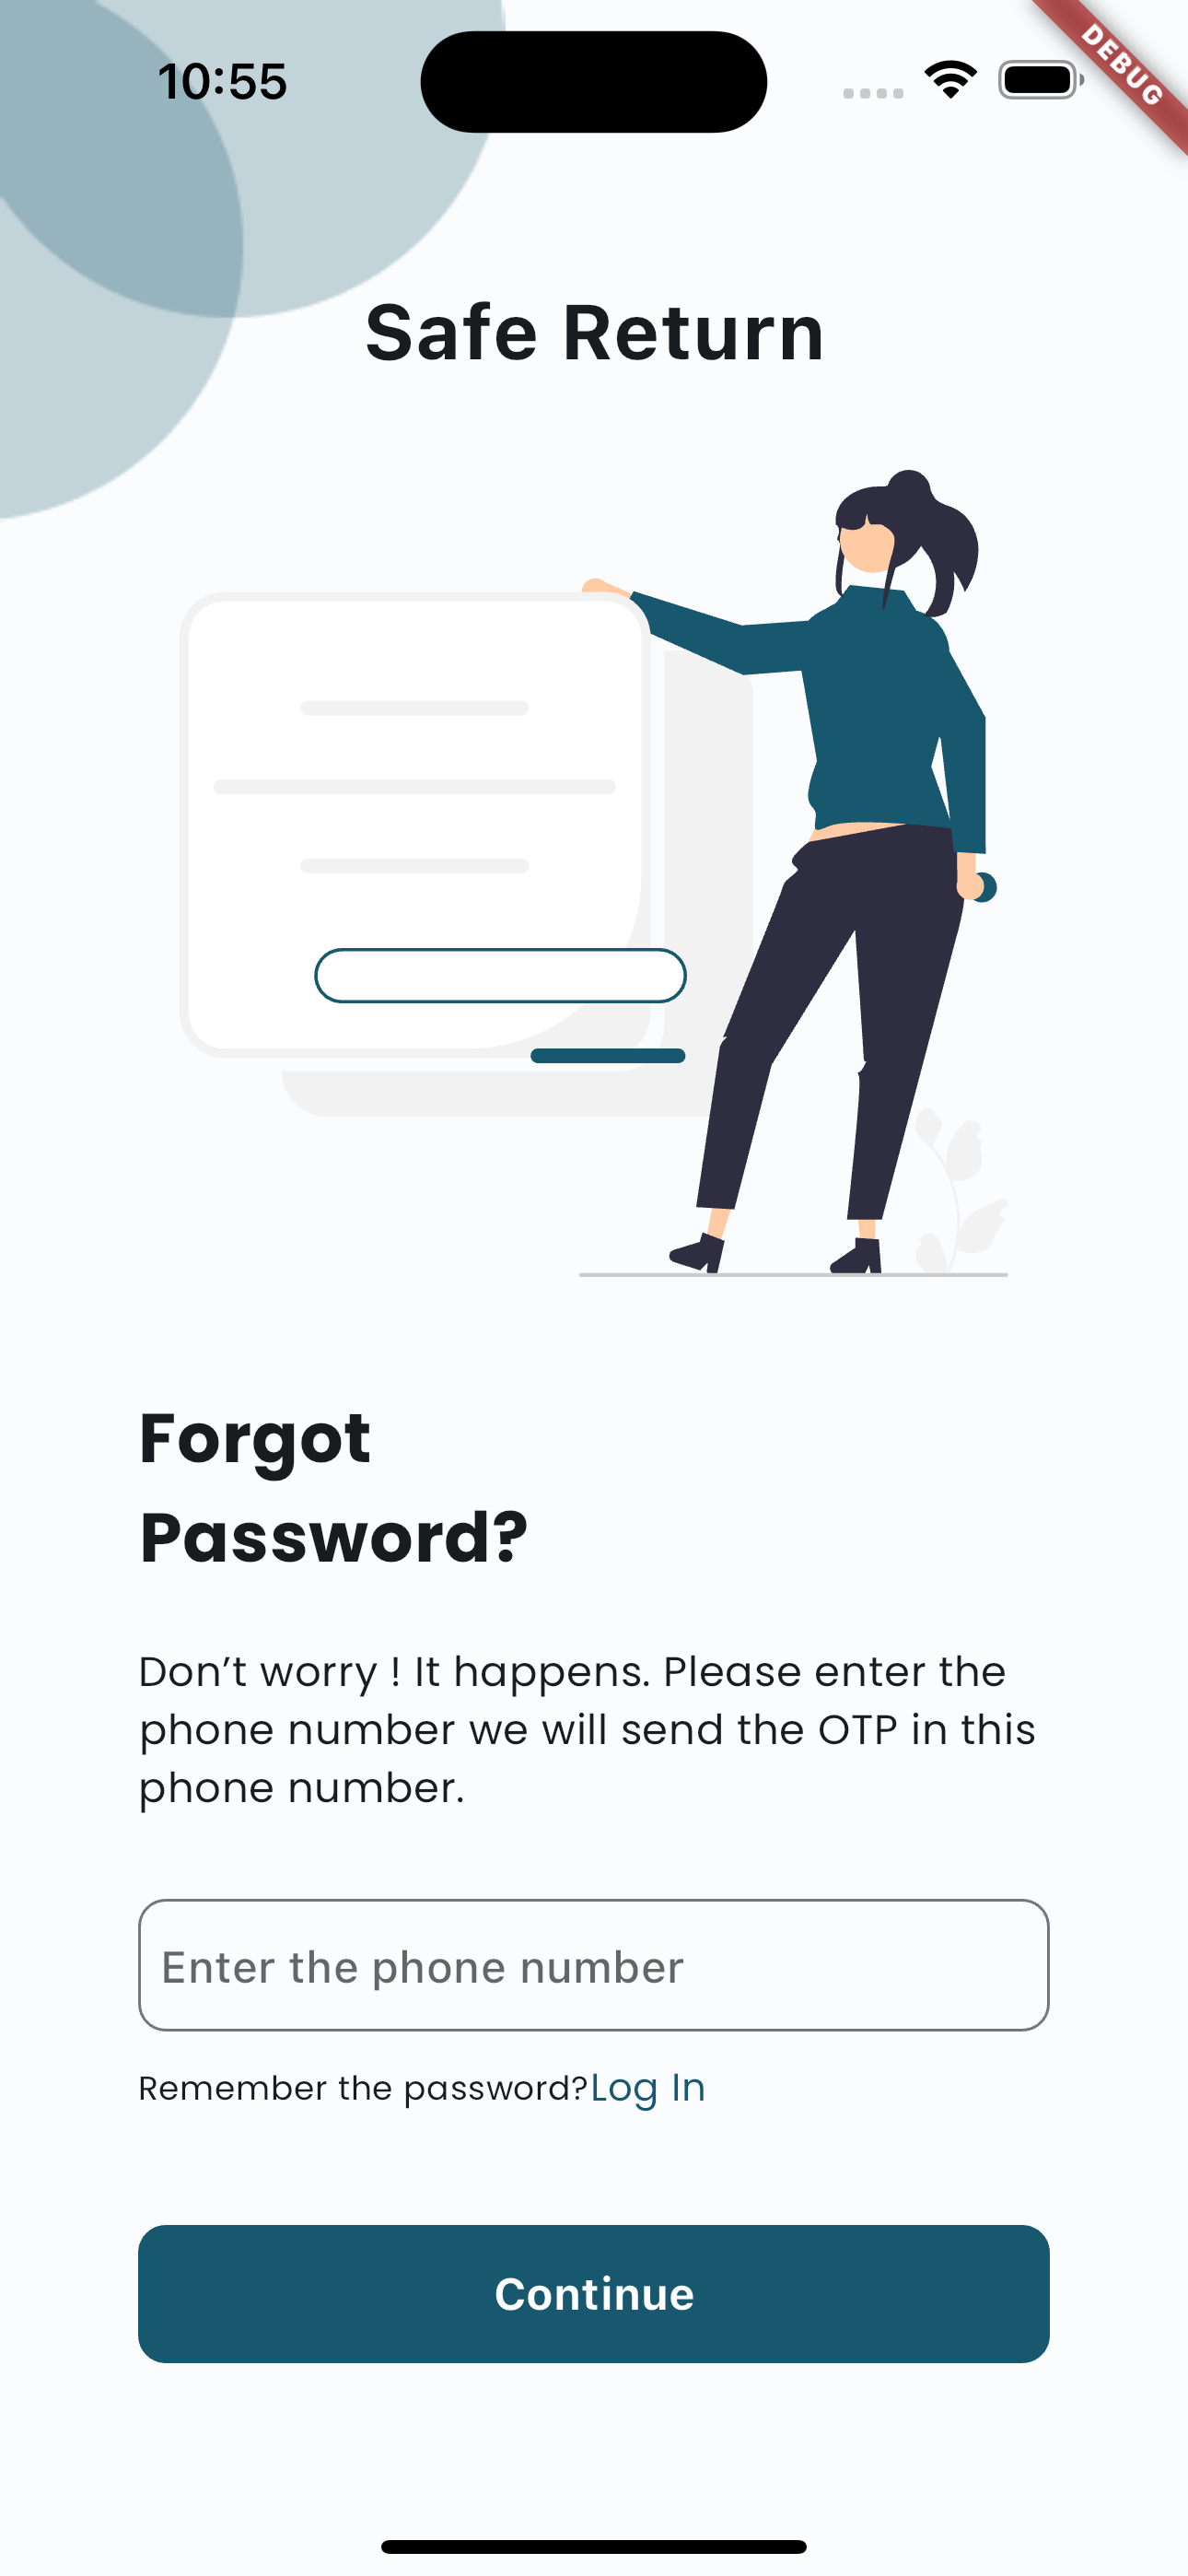 10:55
DEBUG
Safe Return
Forgot
Password?
Don’t worry ! It happens. Please enter the
phone number we will send the OTP in this
phone number.
Enter the phone number
Remember the password?Log In
Continue